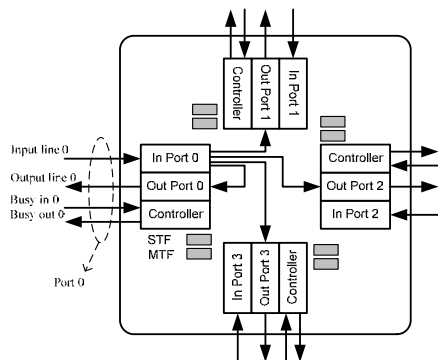 Controller
Out Port 1
In Port 1
Input line 0
Output line 0
Busy in 0
Busy out 0
In Port 0
Out Port 0
Controller
Controller
Out Port 2
In Port 2
STF
MTF
Port 0
In Port 3
Out Port 3
Controller